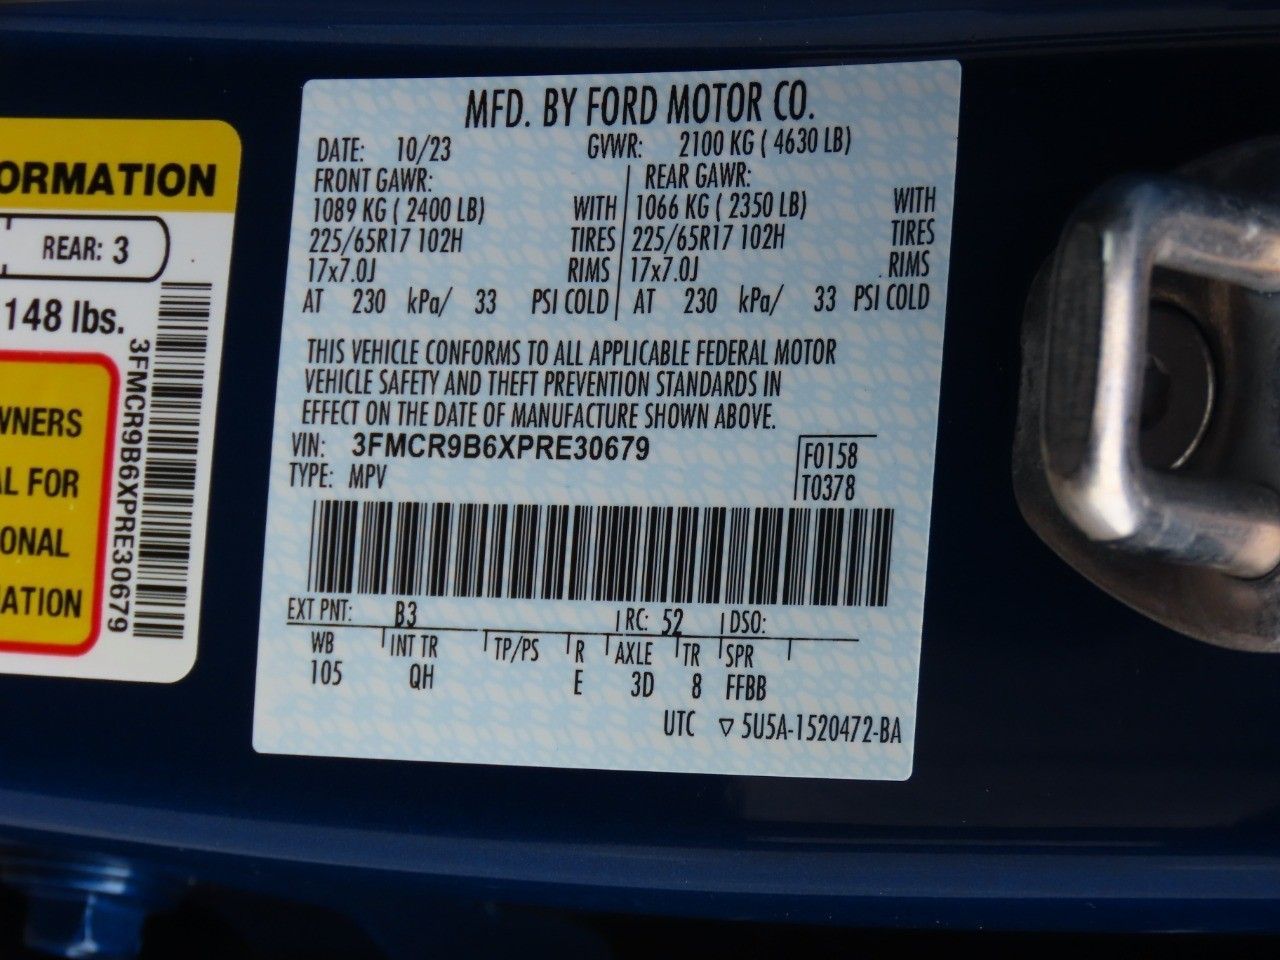 ORMATION
REAR: 3
148 lbs.
WNERS
AL FOR
ONAL
ATION
3FMCR9B6XPRE30679
MFD. BY FORD MOTOR CO.
DATE: 10/23 GVWR: 2100 KG ( 4630 LB)
FRONT GAWR: REAR GAWR:
1089 KG ( 2400 LB) WITH 1066 KG ( 2350 LB) WITH
225/65R17 102H TIRES 225/65R17 102H TIRES
17x7.0J RIMS 17x7.0J RIMS
AT 230 kPa/ 33 PSI COLD AT 230 kPa/ 33 PSI COLD
THIS VEHICLE CONFORMS TO ALL APPLICABLE FEDERAL MOTOR
VEHICLE SAFETY AND THEFT PREVENTION STANDARDS IN
EFFECT ON THE DATE OF MANUFACTURE SHOWN ABOVE.
VIN: 3FMCR9B6XPRE30679 F0158
TYPE: MPV T0378
EXT PNT: B3 RC: 52 DSO:
WB INT TR TP/PS R AXLE TR SPR
105 QH E 3D 8 FFBB
UTC ▽ 5U5A-1520472-BA